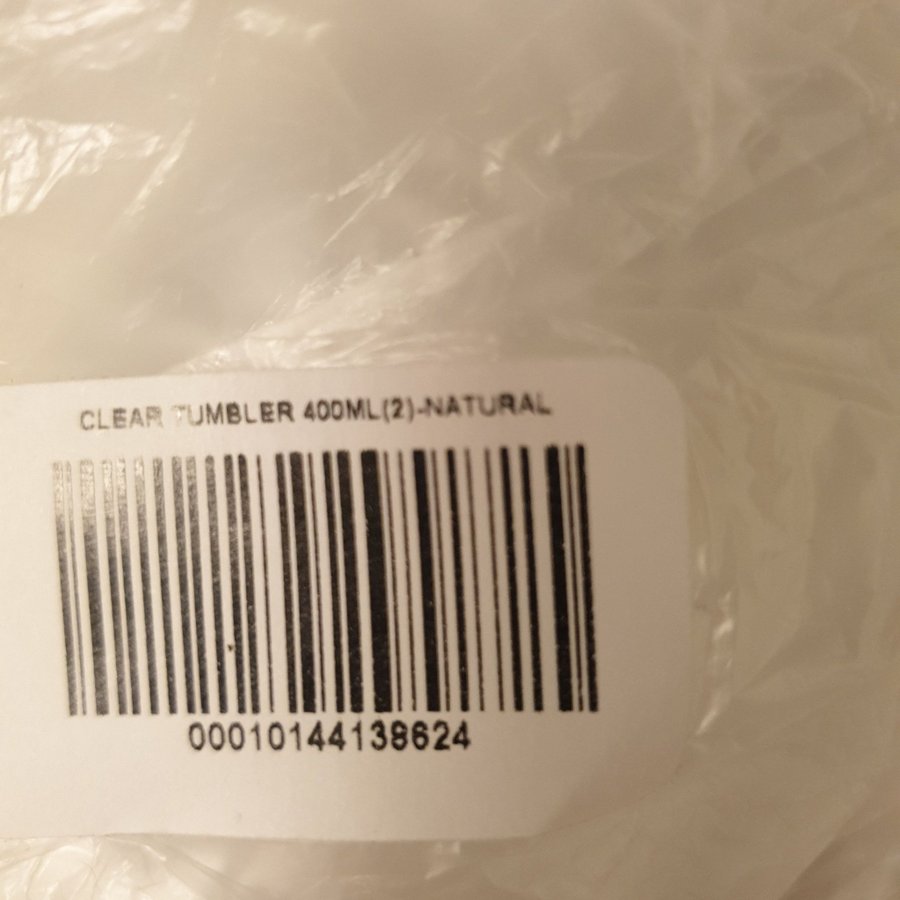 CLEAR TUMBLER 400ML(2)-NATURAL
00010144138624